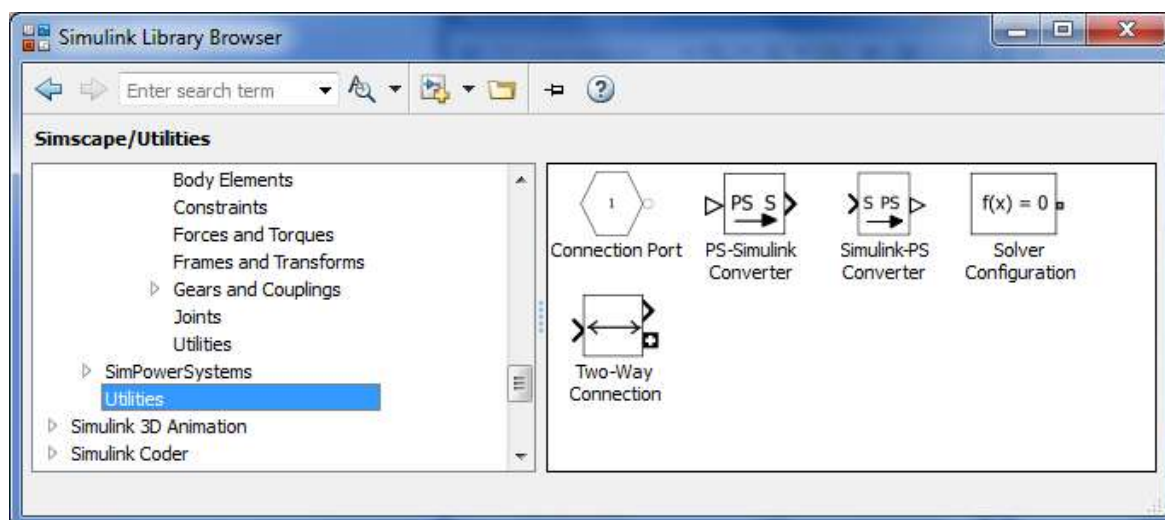 Simulink Library Browser
Enter search term
Simscape/Utilities
Body Elements
Constraints
Forces and Torques
Frames and Transforms
Gears and Couplings
Joints
Utilities
SimPowerSystems
Utilities
Simulink 3D Animation
Simulink Coder
1
Connection Port
PS S
PS-Simulink
Converter
S PS
Simulink-PS
Converter
f(x) = 0
Solver
Configuration
Two-Way
Connection